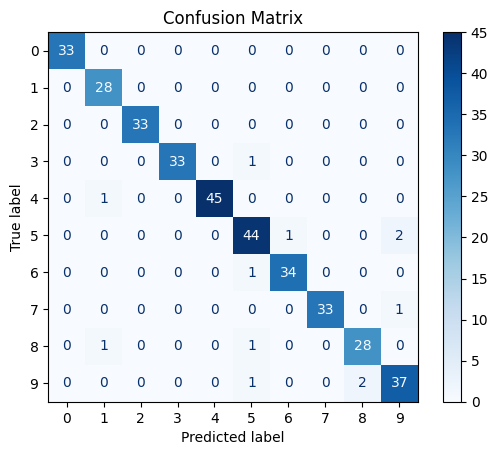 Confusion Matrix
0 33 0 0 0 0 0 0 0 0 0
1 0 28 0 0 0 0 0 0 0 0
2 0 0 33 0 0 0 0 0 0 0
3 0 0 0 33 0 1 0 0 0 0
4 0 1 0 0 45 0 0 0 0 0
5 0 0 0 0 0 44 1 0 0 2
6 0 0 0 0 0 1 34 0 0 0
7 0 0 0 0 0 0 0 33 0 1
8 0 1 0 0 0 1 0 0 28 0
9 0 0 0 0 0 1 0 0 2 37
0 1 2 3 4 5 6 7 8 9
Predicted label
True label
45
40
35
30
25
20
15
10
5
0